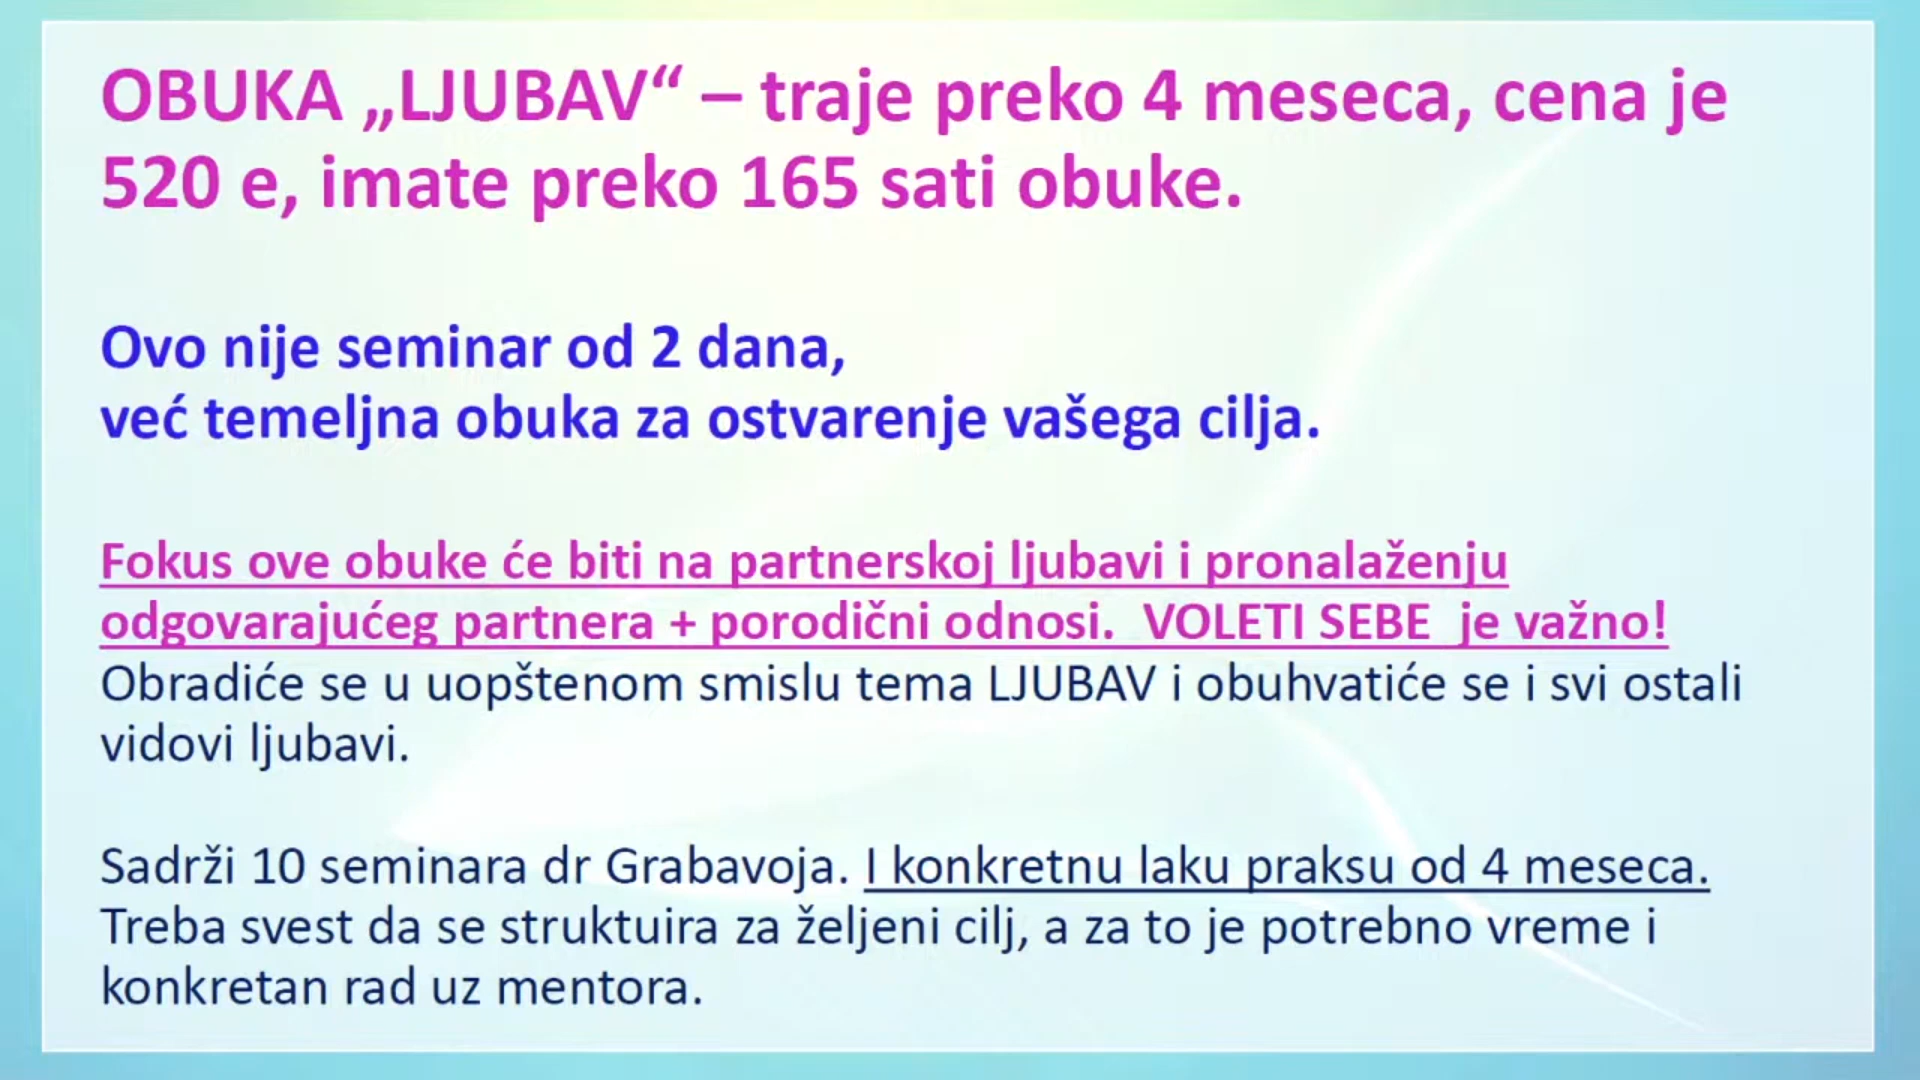 OBUKA „LJUBAV“ – traje preko 4 meseca, cena je
520 e, imate preko 165 sati obuke.
Ovo nije seminar od 2 dana,
već temeljna obuka za ostvarenje vašega cilja.
Fokus ove obuke će biti na partnerskoj ljubavi i pronalaženju
odgovarajućeg partnera + porodični odnosi. VOLETI SEBE je važno!
Obradiće se u uopštenom smislu tema LJUBAV i obuhvatiće se i svi ostali
vidovi ljubavi.
Sadrži 10 seminara dr Grabavoja. I konkretnu laku praksu od 4 meseca.
Treba svest da se struktuira za željeni cilj, a za to je potrebno vreme i
konkretan rad uz mentora.